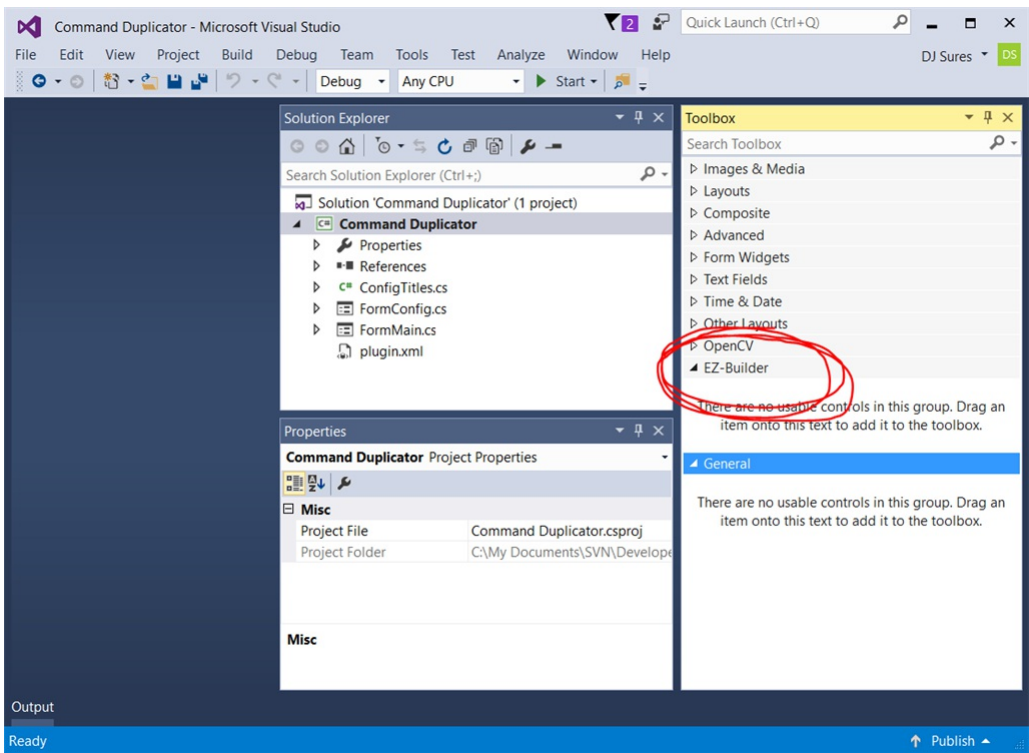 Command Duplicator - Microsoft Visual Studio
2
Quick Launch (Ctrl+Q)
File Edit View Project Build Debug Team Tools Test Analyze Window Help
DJ Sures
DS
Debug Any CPU Start
Solution Explorer
Search Solution Explorer (Ctrl+;)
Solution 'Command Duplicator' (1 project)
C# Command Duplicator
Properties
References
C# ConfigTitles.cs
FormConfig.cs
FormMain.cs
plugin.xml
Properties
Command Duplicator Project Properties
Misc
Project File Command Duplicator.csproj
Project Folder C:\My Documents\SVN\Develope
Misc
Toolbox
Search Toolbox
Images & Media
Layouts
Composite
Advanced
Form Widgets
Text Fields
Time & Date
Other Layouts
OpenCV
EZ-Builder
There are no usable controls in this group. Drag an
item onto this text to add it to the toolbox.
General
There are no usable controls in this group. Drag an
item onto this text to add it to the toolbox.
Output
Ready
Publish